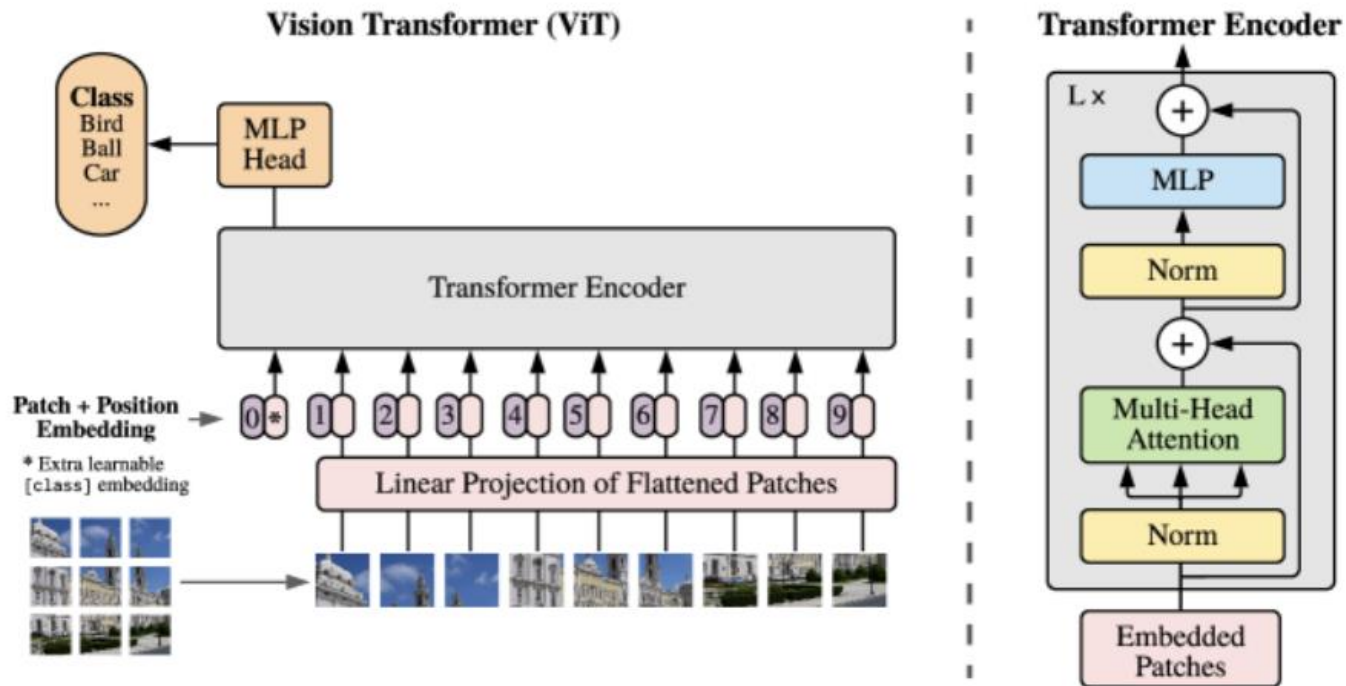 Vision Transformer (ViT)
Class
Bird
Ball
Car
...
MLP
Head
Transformer Encoder
Patch + Position
Embedding
0 * 1 2 3 4 5 6 7 8 9
* Extra learnable
[class] embedding
Linear Projection of Flattened Patches
Transformer Encoder
L x
+
MLP
Norm
+
Multi-Head
Attention
Norm
Embedded
Patches